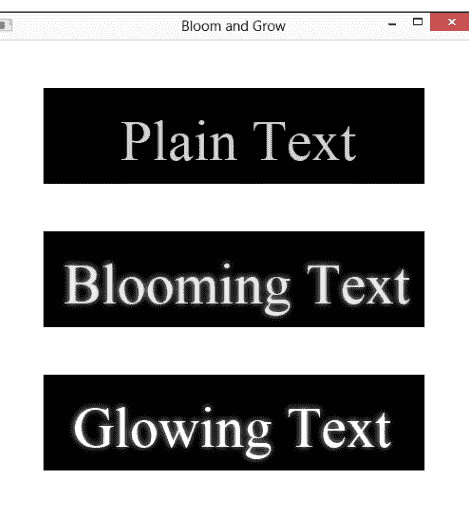 Bloom and Grow
Plain Text
Blooming Text
Glowing Text